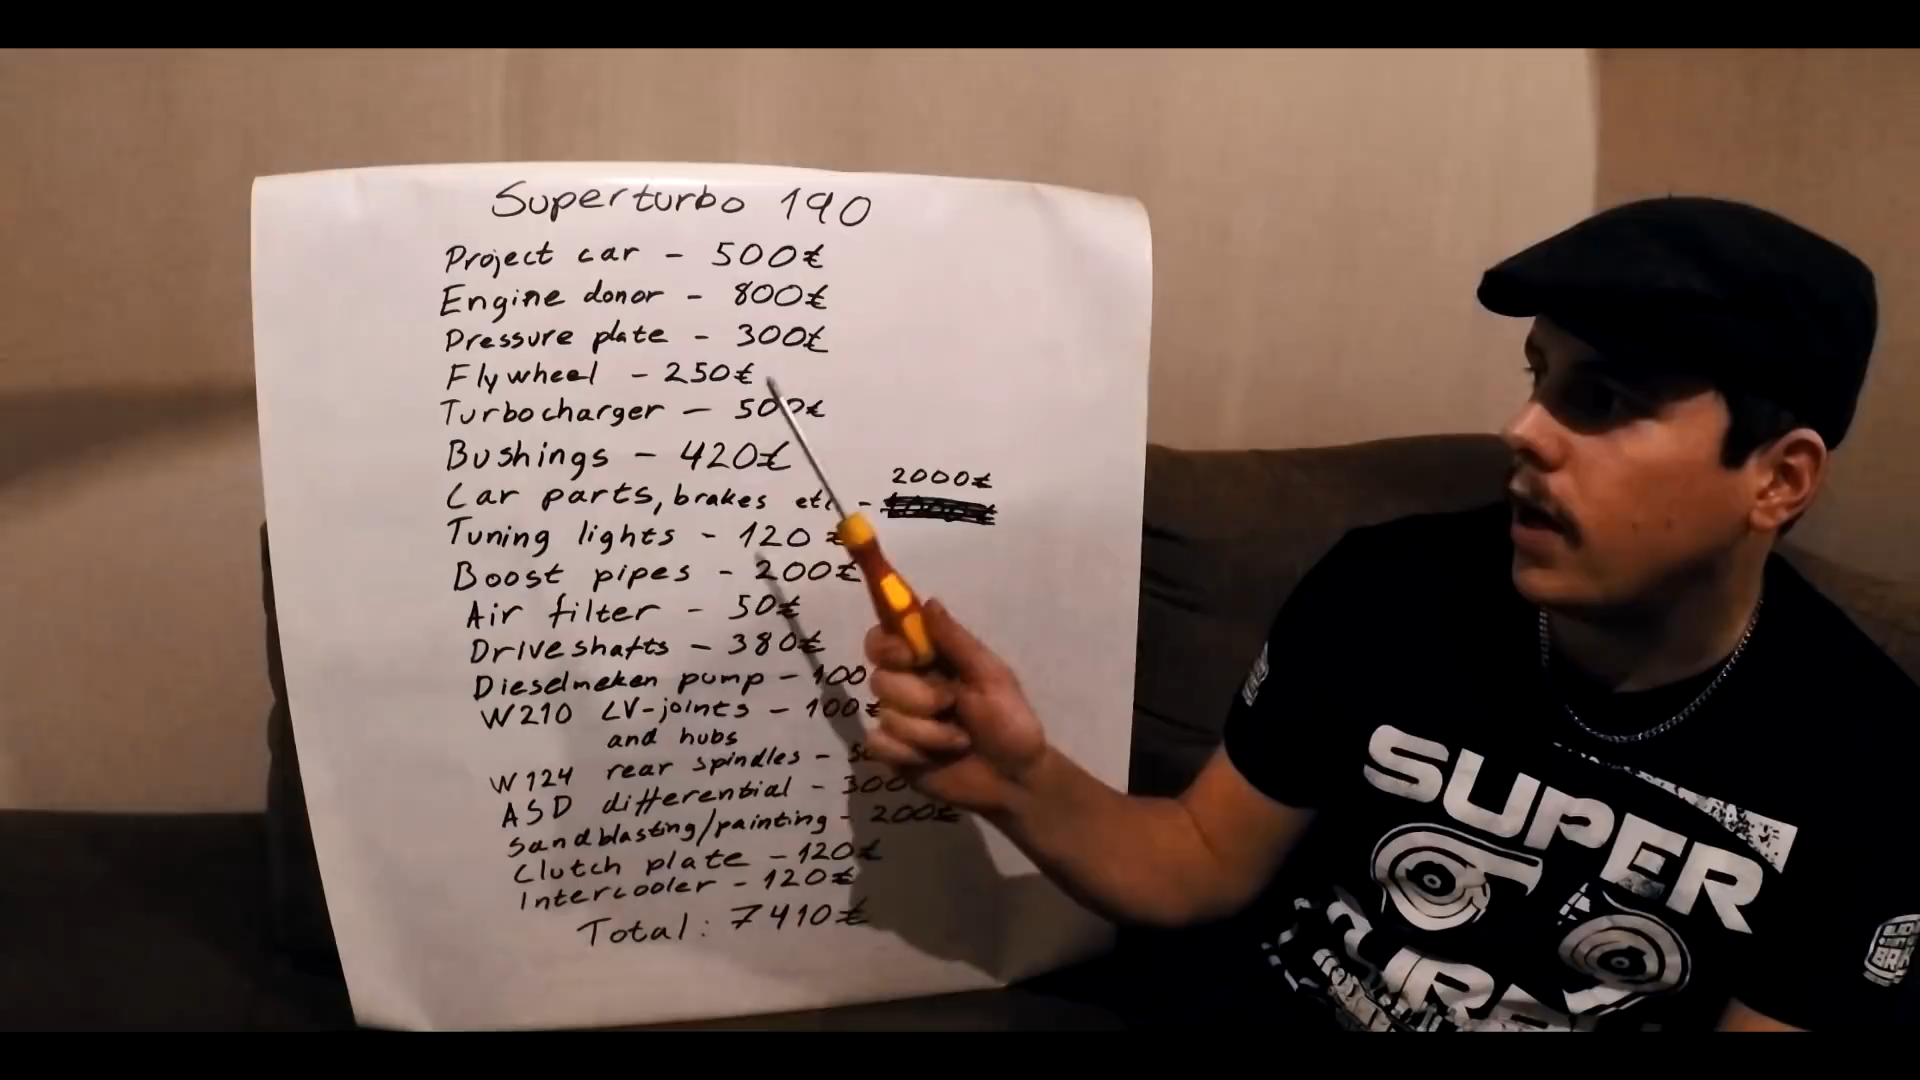 Superturbo 190
Project car - 500€
Engine donor - 800€
Pressure plate - 300€
Flywheel - 250€
Turbocharger - 500€
Bushings - 420€
2000€
Car parts, brakes etc -
Tuning lights - 120€
Boost pipes - 200€
Air filter - 50€
Driveshafts - 380€
Dieselmeken pump - 100
W210 LV-joints - 100€
and hubs
W124 rear spindles -
ASD differential - 300
Sandblasting/painting - 200€
Clutch plate - 120€
Intercooler - 120€
Total: 7410€
SUPER
TURBO